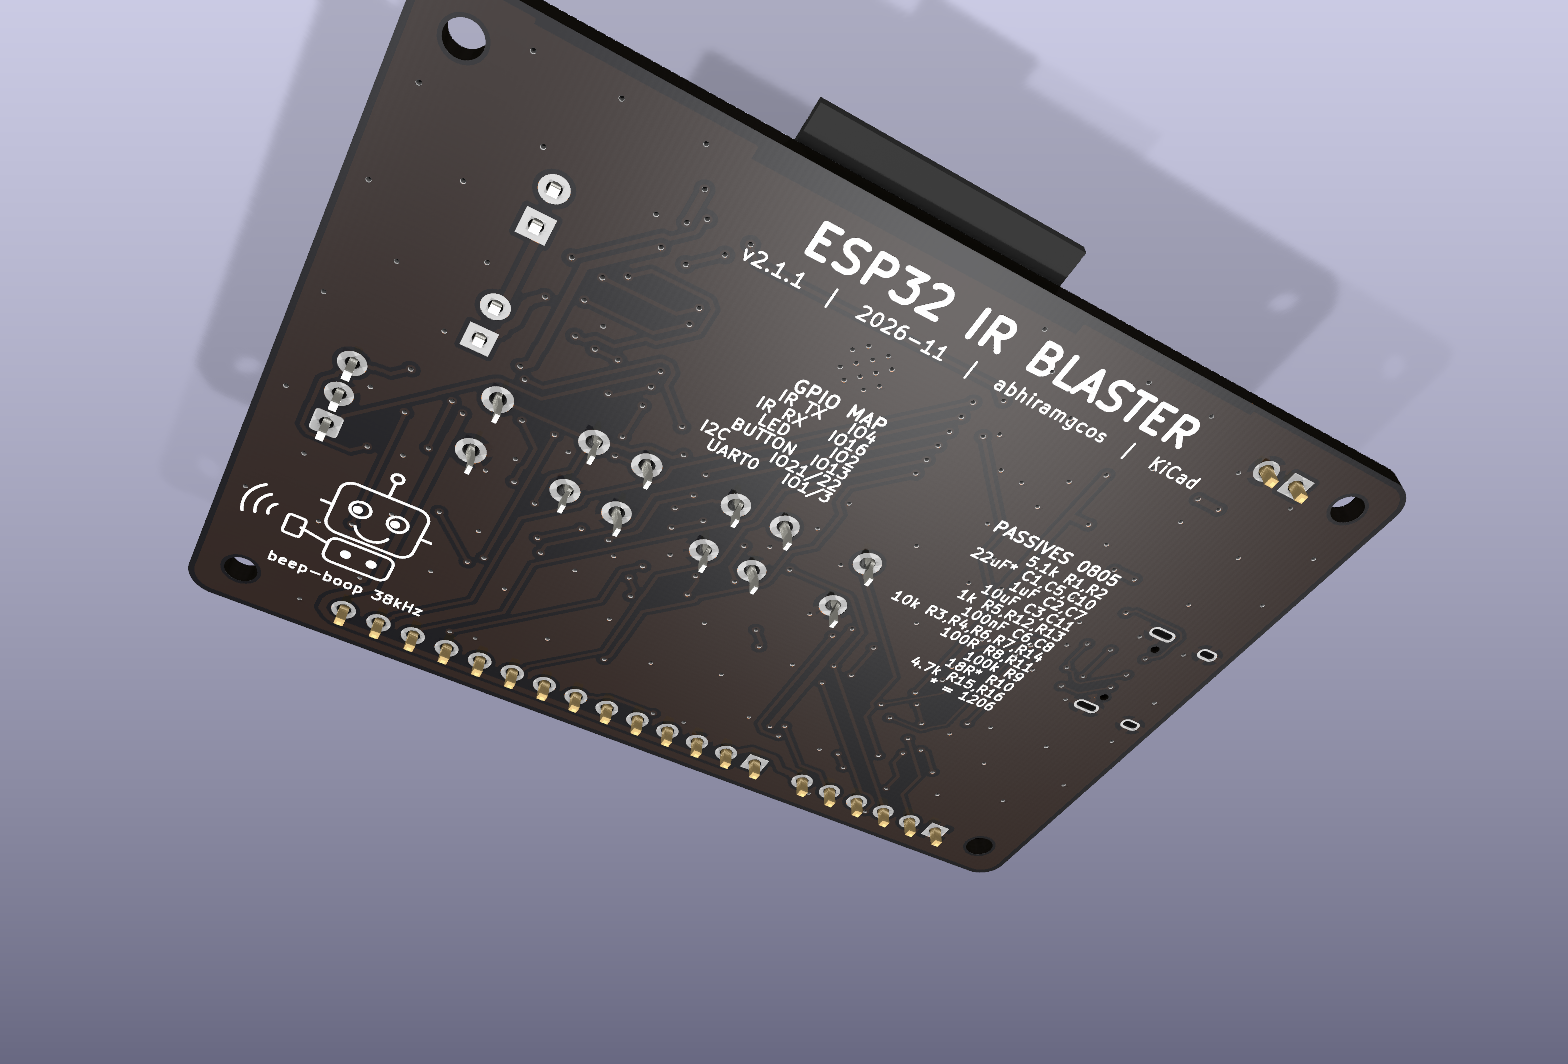 ESP32 IR BLASTER
v2.1.1 | 2026-11 | abhiramgcos | KiCad
GPIO MAP
IR TX IO4
IR RX IO16
LED IO2
BUTTON IO13
I2C IO21/22
UART0 IO1/3
PASSIVES 0805
5.1k R1,R2
22uF* C1,C5,C10
1uF C2,C7
10uF C3,C11
1k R5,R12,R13
100nF C6,C8
10k R3,R4,R6,R7,R14
100R R8,R11
100k R9
18R* R10
4.7k R15,R16
* = 1206
beep-boop 38kHz